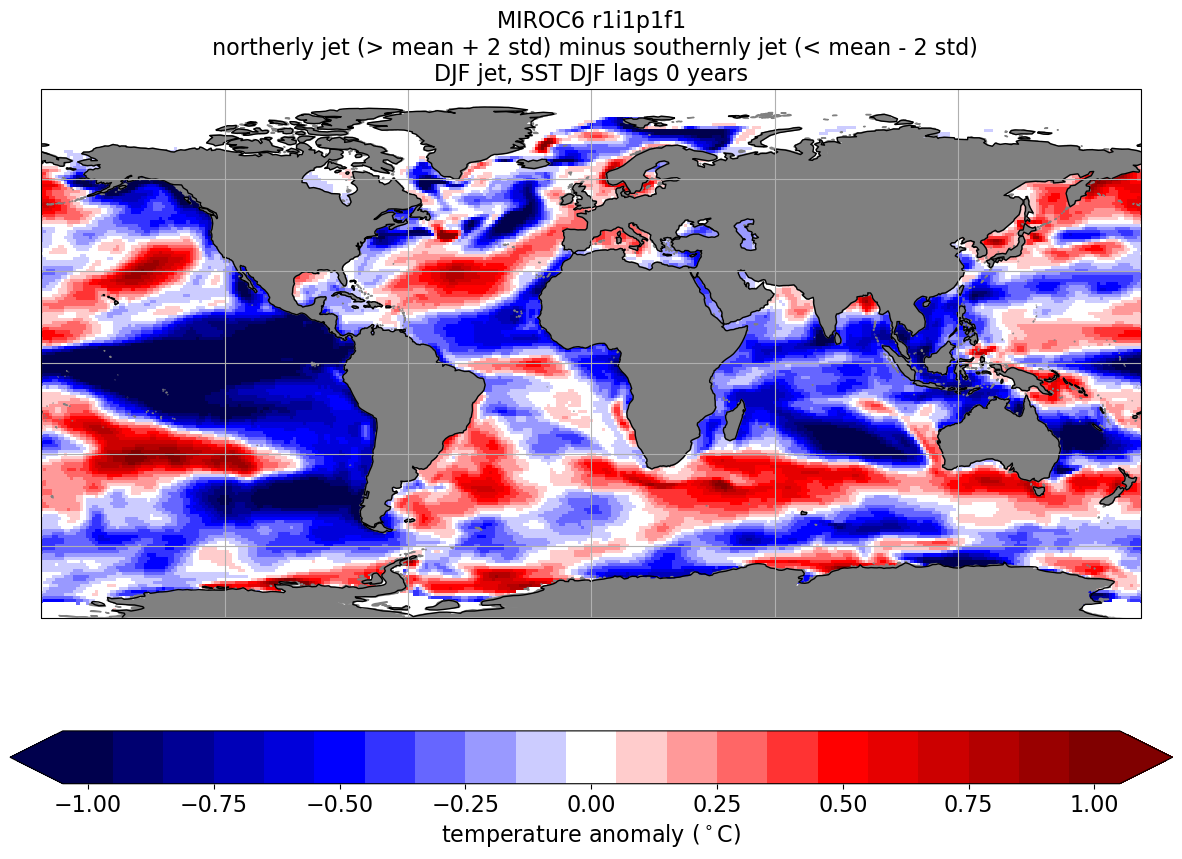 MIROC6 r1i1p1f1
northerly jet (> mean + 2 std) minus southernly jet (< mean - 2 std)
DJF jet, SST DJF lags 0 years
−1.00 −0.75 −0.50 −0.25 0.00 0.25 0.50 0.75 1.00
temperature anomaly (°C)